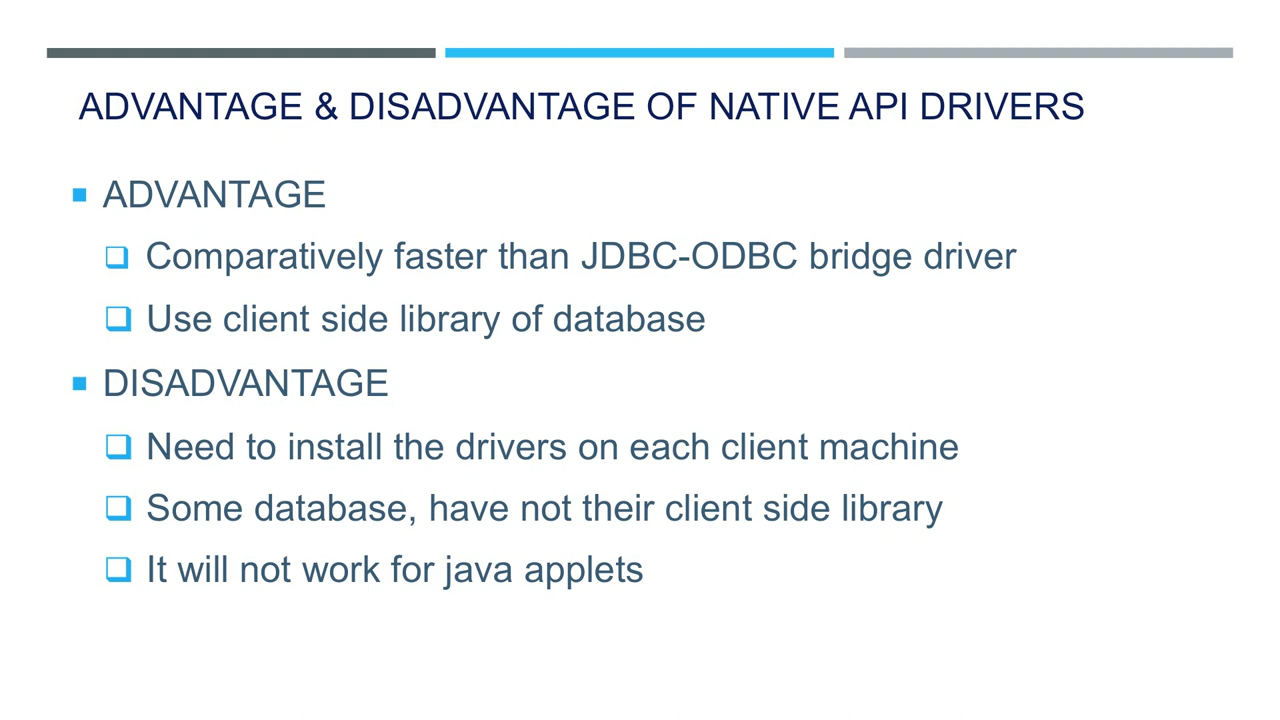 ADVANTAGE & DISADVANTAGE OF NATIVE API DRIVERS
ADVANTAGE
Comparatively faster than JDBC-ODBC bridge driver
Use client side library of database
DISADVANTAGE
Need to install the drivers on each client machine
Some database, have not their client side library
It will not work for java applets